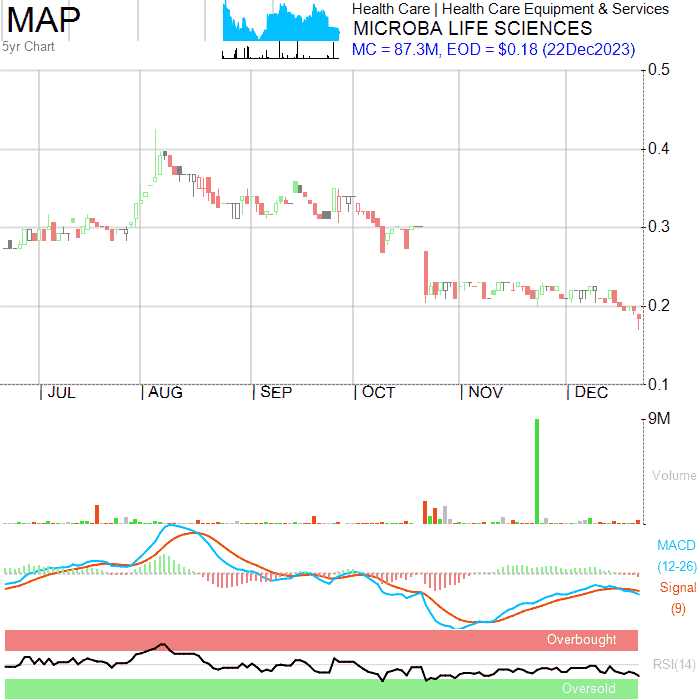 MAP
5yr Chart
Health Care | Health Care Equipment & Services
MICROBA LIFE SCIENCES
MC = 87.3M, EOD = $0.18 (22Dec2023)
0.5
0.4
0.3
0.2
0.1
JUL AUG SEP OCT NOV DEC
9M
Volume
MACD
(12-26)
Signal
(9)
Overbought
RSI(14)
Oversold